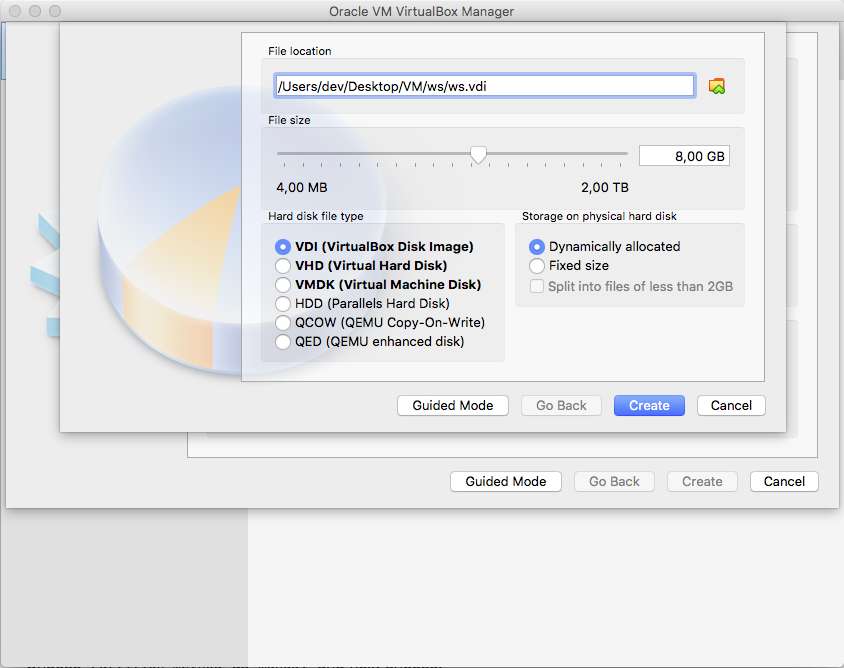 Oracle VM VirtualBox Manager
File location
/Users/dev/Desktop/VM/ws/ws.vdi
File size
8,00 GB
4,00 MB 2,00 TB
Hard disk file type Storage on physical hard disk
VDI (VirtualBox Disk Image) Dynamically allocated
VHD (Virtual Hard Disk) Fixed size
VMDK (Virtual Machine Disk) Split into files of less than 2GB
HDD (Parallels Hard Disk)
QCOW (QEMU Copy-On-Write)
QED (QEMU enhanced disk)
Guided Mode Go Back Create Cancel
Guided Mode Go Back Create Cancel